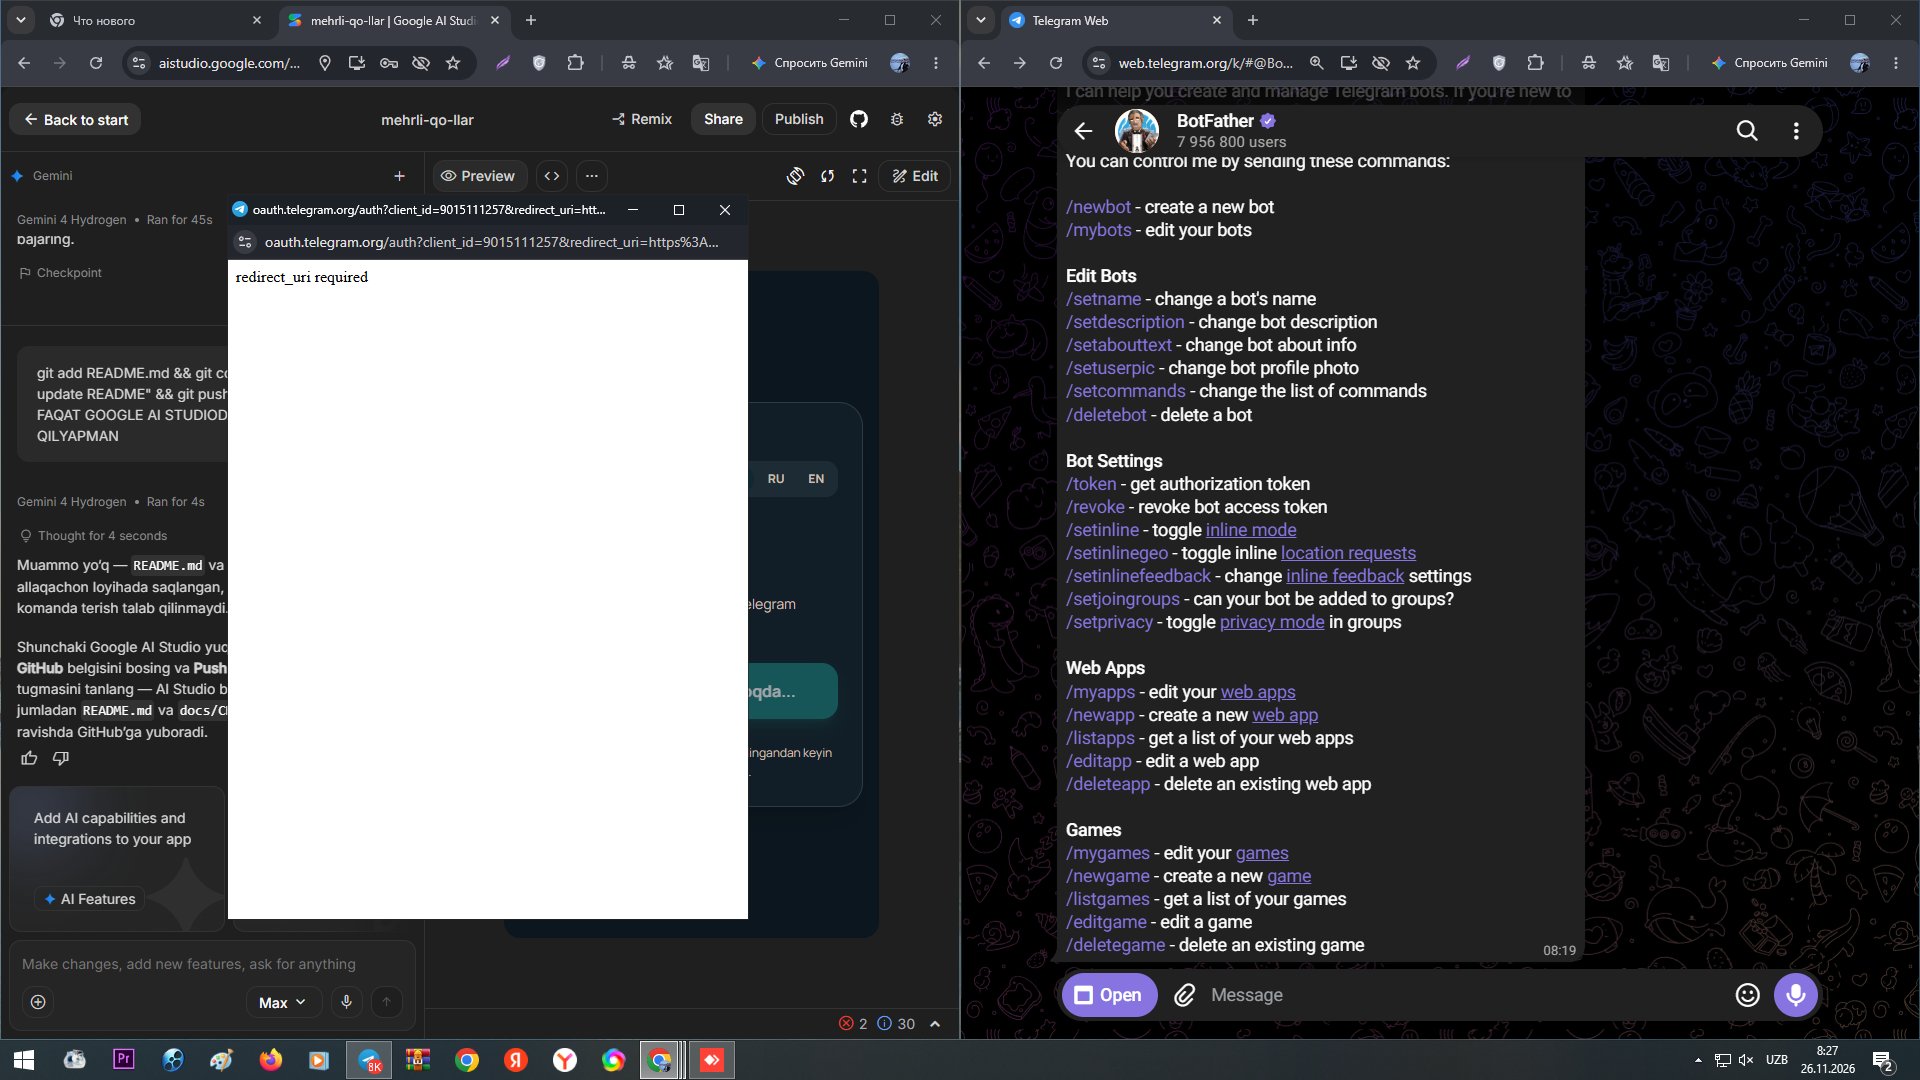 Что нового
mehrli-qo-llar | Google AI Studi
aistudio.google.com/...
Спросить Gemini
Back to start
mehrli-qo-llar
Remix
Share
Publish
Gemini
Preview
Edit
Gemini 4 Hydrogen • Ran for 45s
bajaring.
Checkpoint
git add README.md && git co
update README" && git push
FAQAT GOOGLE AI STUDIOD
QILYAPMAN
Gemini 4 Hydrogen • Ran for 4s
Thought for 4 seconds
Muammo yo‘q — README.md va
allaqachon loyihada saqlangan,
komanda terish talab qilinmaydi.
Shunchaki Google AI Studio yuq
GitHub belgisini bosing va Push
tugmasini tanlang — AI Studio b
jumladan README.md va docs/C
ravishda GitHub’ga yuboradi.
Add AI capabilities and
integrations to your app
AI Features
Make changes, add new features, ask for anything
Max
oauth.telegram.org/auth?client_id=9015111257&redirect_uri=htt...
oauth.telegram.org/auth?client_id=9015111257&redirect_uri=https%3A...
redirect_uri required
RU EN
elegram
oqda...
ingandan keyin
.
2 30
Telegram Web
web.telegram.org/k/#@Bo...
Спросить Gemini
I can help you create and manage Telegram bots. If you're new to
BotFather
7 956 800 users
You can control me by sending these commands:
/newbot - create a new bot
/mybots - edit your bots
Edit Bots
/setname - change a bot's name
/setdescription - change bot description
/setabouttext - change bot about info
/setuserpic - change bot profile photo
/setcommands - change the list of commands
/deletebot - delete a bot
Bot Settings
/token - get authorization token
/revoke - revoke bot access token
/setinline - toggle inline mode
/setinlinegeo - toggle inline location requests
/setinlinefeedback - change inline feedback settings
/setjoingroups - can your bot be added to groups?
/setprivacy - toggle privacy mode in groups
Web Apps
/myapps - edit your web apps
/newapp - create a new web app
/listapps - get a list of your web apps
/editapp - edit a web app
/deleteapp - delete an existing web app
Games
/mygames - edit your games
/newgame - create a new game
/listgames - get a list of your games
/editgame - edit a game
/deletegame - delete an existing game
08:19
Open
Message
Pr
8K
UZB
8:27
26.11.2026
2